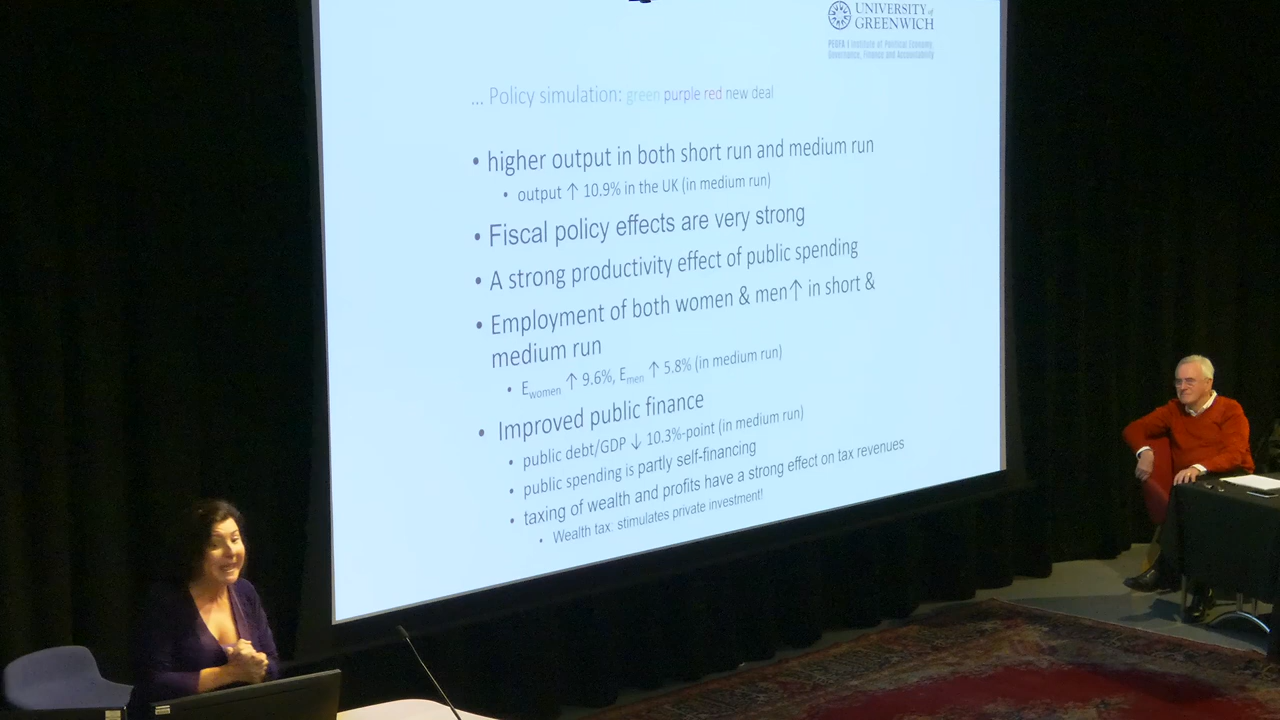 UNIVERSITY of
GREENWICH
PEGFA | Institute of Political Economy,
Governance, Finance and Accountability
... Policy simulation: green purple red new deal
• higher output in both short run and medium run
• output ↑ 10.9% in the UK (in medium run)
• Fiscal policy effects are very strong
• A strong productivity effect of public spending
• Employment of both women & men↑ in short &
medium run
• Ewomen ↑ 9.6%, Emen ↑ 5.8% (in medium run)
• Improved public finance
• public debt/GDP ↓ 10.3%-point (in medium run)
• public spending is partly self-financing
• taxing of wealth and profits have a strong effect on tax revenues
• Wealth tax: stimulates private investment!